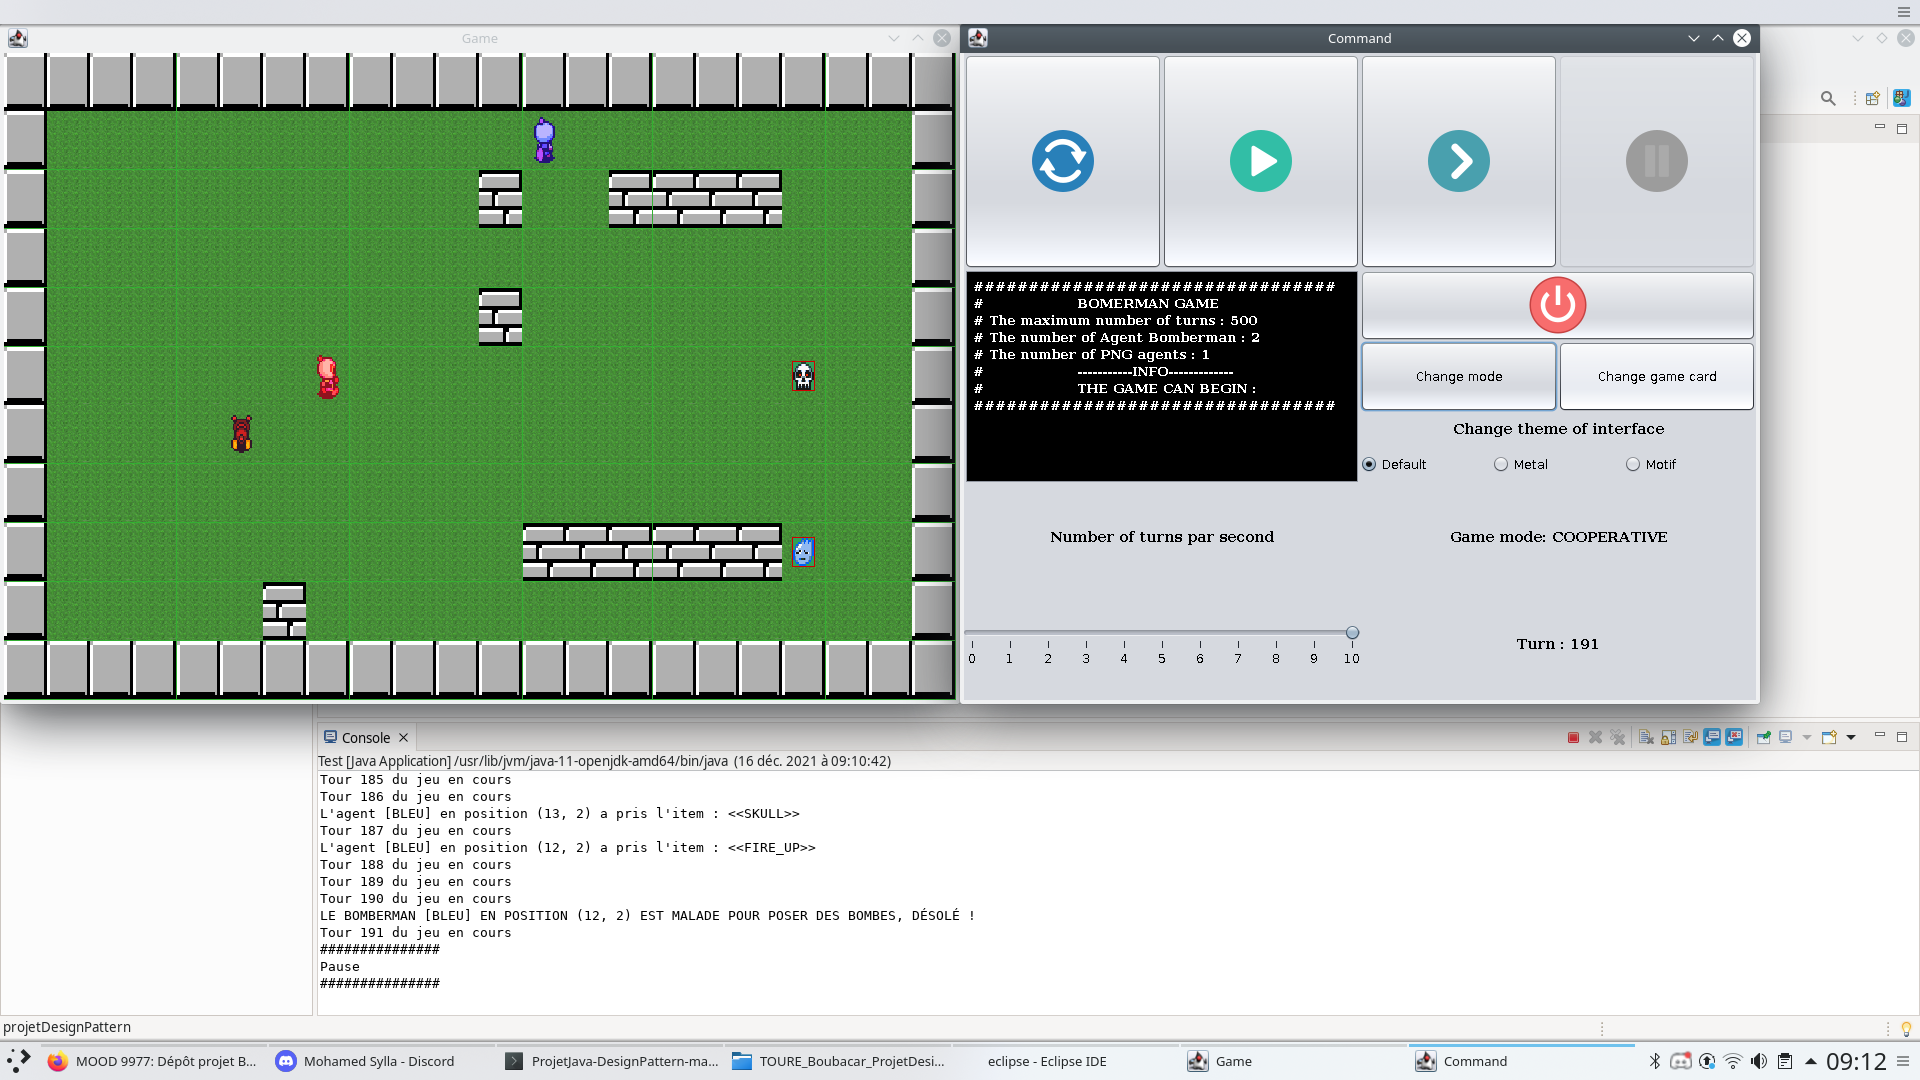 Game
Command
################################
# BOMERMAN GAME
# The maximum number of turns : 500
# The number of Agent Bomberman : 2
# The number of PNG agents : 1
# -----------INFO-------------
# THE GAME CAN BEGIN :
################################
Change mode
Change game card
Change theme of interface
Default
Metal
Motif
Number of turns par second
Game mode: COOPERATIVE
0 1 2 3 4 5 6 7 8 9 10
Turn : 191
Console
Test [Java Application] /usr/lib/jvm/java-11-openjdk-amd64/bin/java (16 déc. 2021 à 09:10:42)
Tour 185 du jeu en cours
Tour 186 du jeu en cours
L'agent [BLEU] en position (13, 2) a pris l'item : <<SKULL>>
Tour 187 du jeu en cours
L'agent [BLEU] en position (12, 2) a pris l'item : <<FIRE_UP>>
Tour 188 du jeu en cours
Tour 189 du jeu en cours
Tour 190 du jeu en cours
LE BOMBERMAN [BLEU] EN POSITION (12, 2) EST MALADE POUR POSER DES BOMBES, DÉSOLÉ !
Tour 191 du jeu en cours
###############
Pause
###############
projetDesignPattern
MOOD 9977: Dépôt projet B...
Mohamed Sylla - Discord
ProjetJava-DesignPattern-ma...
TOURE_Boubacar_ProjetDesi...
eclipse - Eclipse IDE
Game
Command
09:12